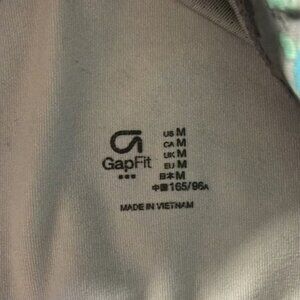 GapFit
US M
CA M
UK M
EU M
日本 M
中国 165/96A
MADE IN VIETNAM